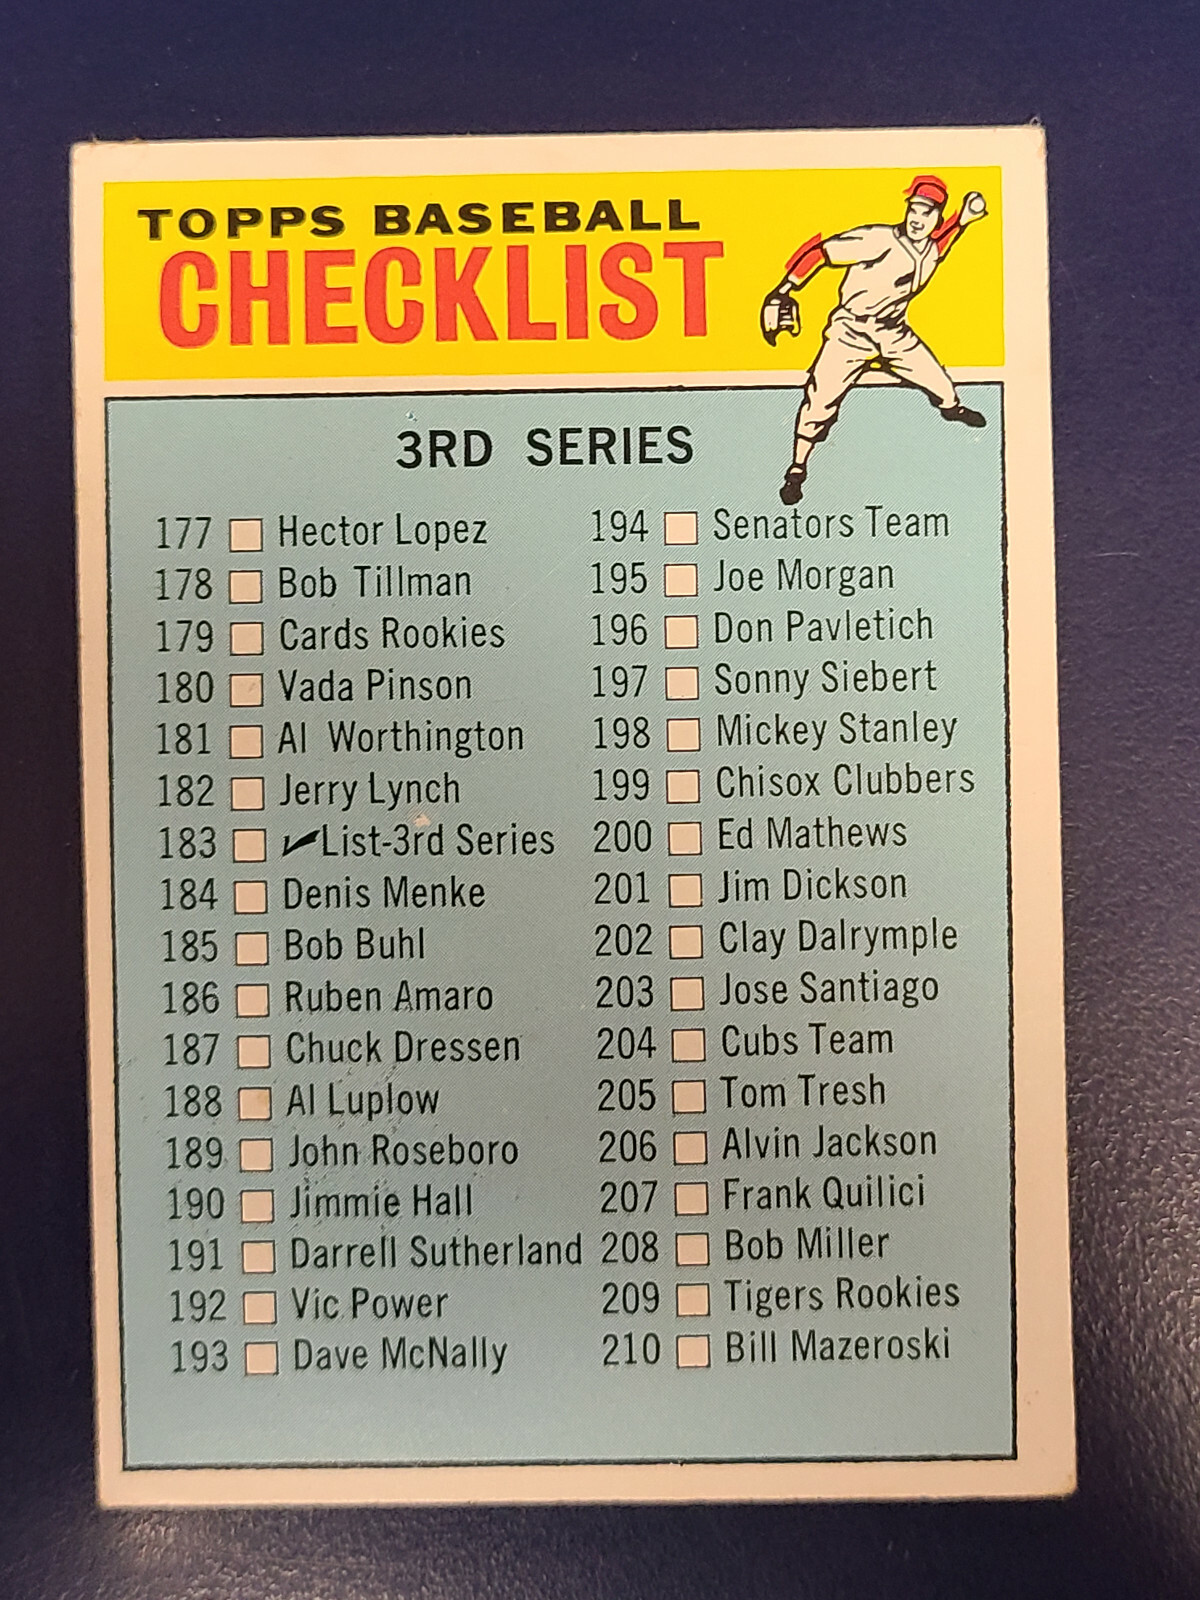 TOPPS BASEBALL
CHECKLIST
3RD SERIES
177 Hector Lopez
178 Bob Tillman
179 Cards Rookies
180 Vada Pinson
181 Al Worthington
182 Jerry Lynch
183 ✓List-3rd Series
184 Denis Menke
185 Bob Buhl
186 Ruben Amaro
187 Chuck Dressen
188 Al Luplow
189 John Roseboro
190 Jimmie Hall
191 Darrell Sutherland
192 Vic Power
193 Dave McNally
194 Senators Team
195 Joe Morgan
196 Don Pavletich
197 Sonny Siebert
198 Mickey Stanley
199 Chisox Clubbers
200 Ed Mathews
201 Jim Dickson
202 Clay Dalrymple
203 Jose Santiago
204 Cubs Team
205 Tom Tresh
206 Alvin Jackson
207 Frank Quilici
208 Bob Miller
209 Tigers Rookies
210 Bill Mazeroski